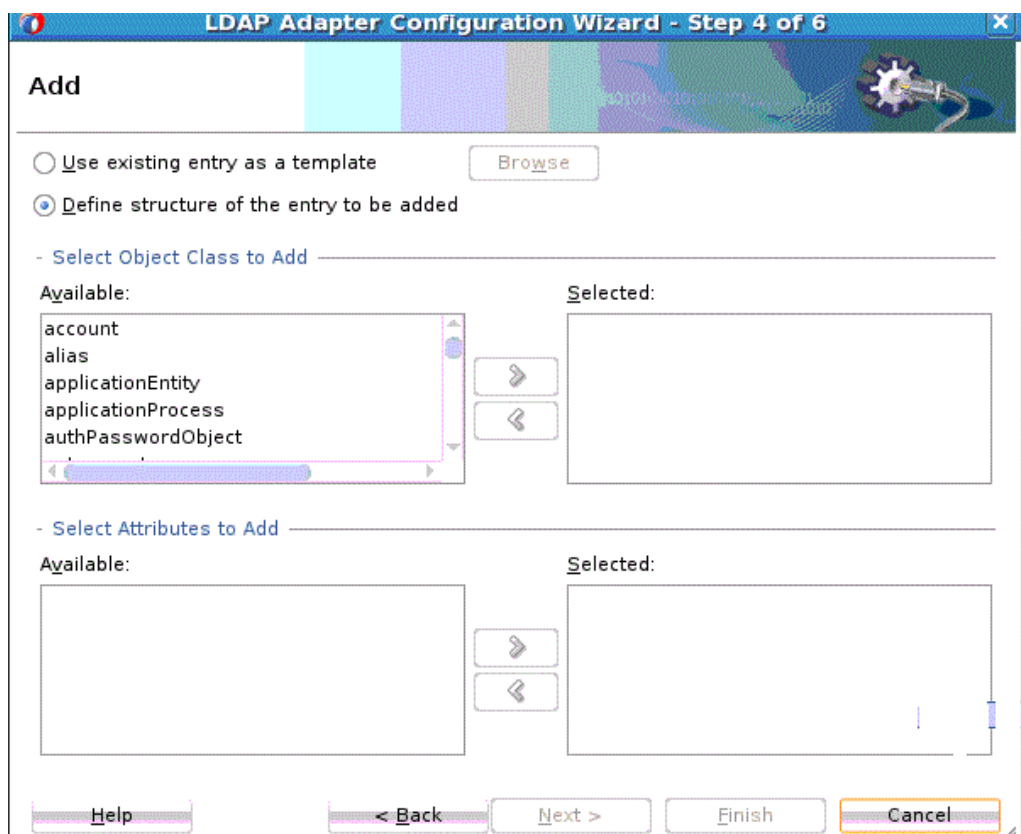 LDAP Adapter Configuration Wizard - Step 4 of 6
Add
Use existing entry as a template
Browse
Define structure of the entry to be added
Select Object Class to Add
Available:
Selected:
account
alias
applicationEntity
applicationProcess
authPasswordObject
Select Attributes to Add
Available:
Selected:
Help
< Back
Next >
Finish
Cancel